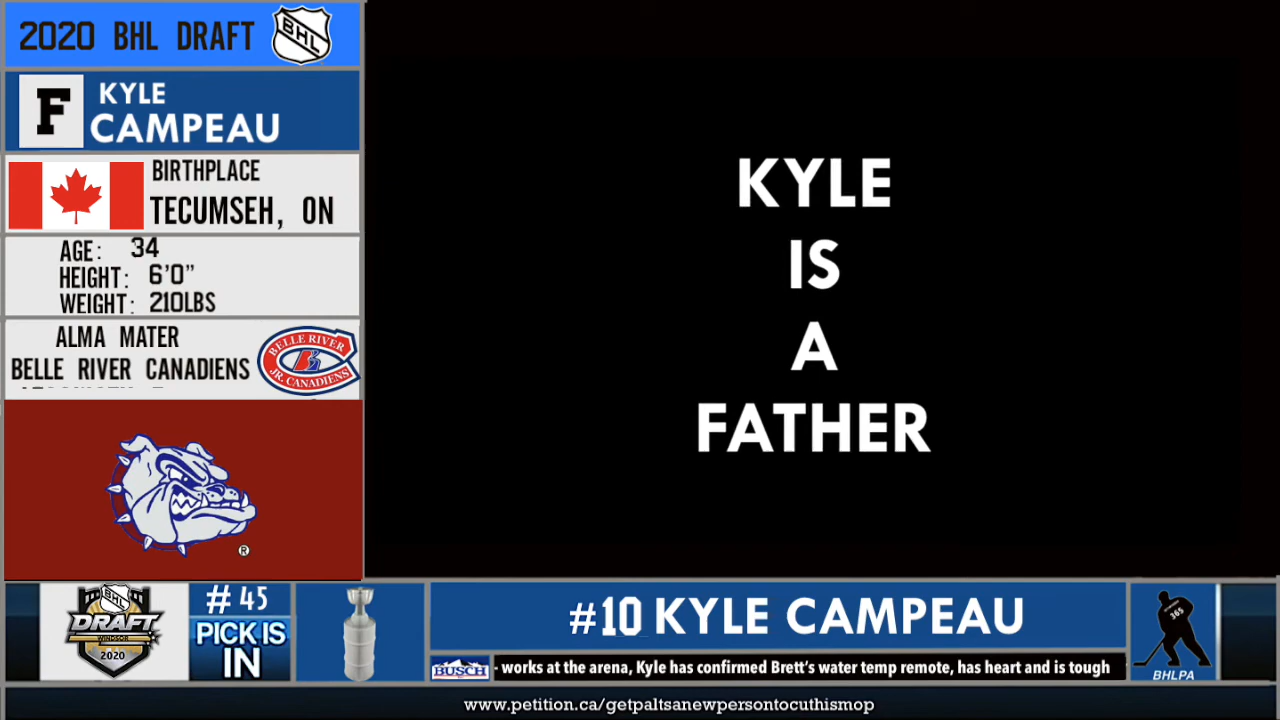 2020 BHL DRAFT
BHL
F
KYLE
CAMPEAU
BIRTHPLACE
TECUMSEH, ON
AGE: 34
HEIGHT: 6'0"
WEIGHT: 210LBS
ALMA MATER
BELLE RIVER CANADIENS
BELLE RIVER
JR. CANADIENS
®
KYLE
IS
A
FATHER
BHL
DRAFT
WINDSOR
2020
#45
PICK IS
IN
#10 KYLE CAMPEAU
BUSCH
- works at the arena, Kyle has confirmed Brett's water temp remote, has heart and is tough
365
BHLPA
www.petition.ca/getpaltsanewpersontocuthismop